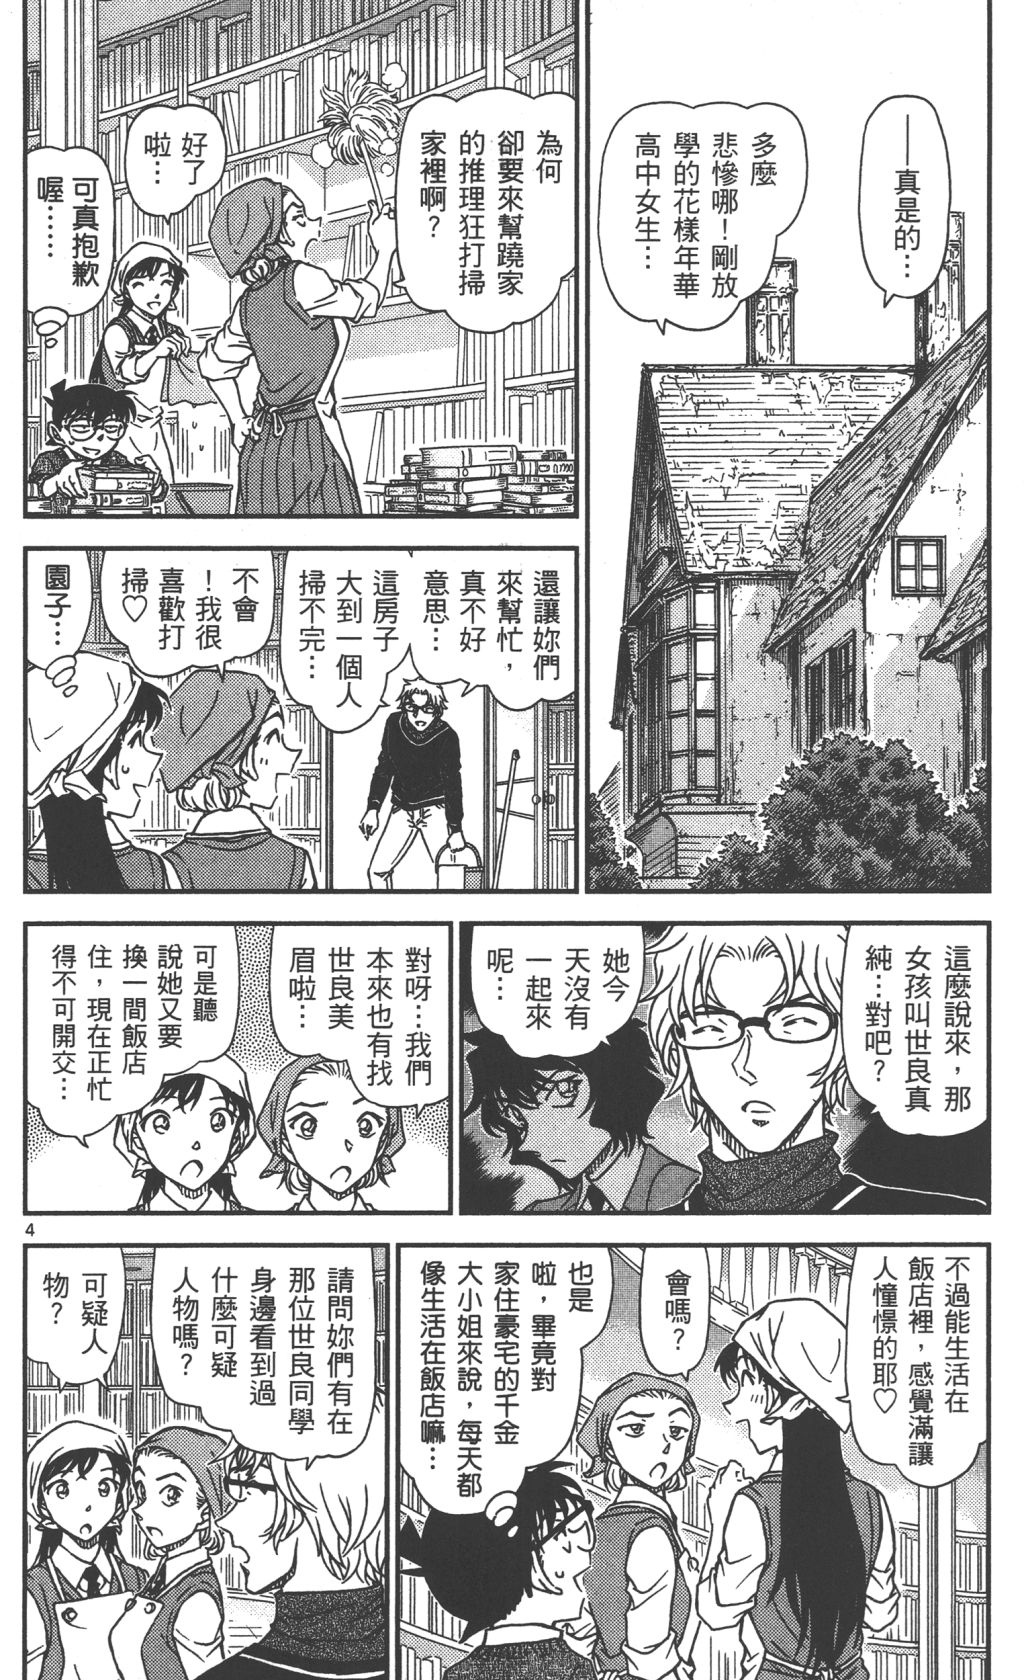 ——真是的…
多麼
悲慘哪！剛放
學的花樣年華
高中女生…
為何
卻要來幫蹺家
的推理狂打掃
家裡啊？
好了
啦…
可真抱歉
喔……
還讓妳們
來幫忙，
真不好
意思…
這房子
大到一個人
掃不完…
不會
！我很
喜歡打
掃♡
園子…
這麼說來，那
女孩叫世良真
純…對吧？
她今
天沒有
一起來
呢…
對呀…我們
本來也有找
世良美
眉啦…
可是聽
說她又要
換一間飯店
住，現在正忙
得不可開交…
4
不過能生活在
飯店裡，感覺滿讓
人憧憬的耶♡
會嗎？
也是
啦，畢竟對
家住豪宅的千金
大小姐來說，每天都
像生活在飯店嘛…
請問妳們有在
那位世良同學
身邊看到過
什麼可疑
人物嗎？
可疑人
物？